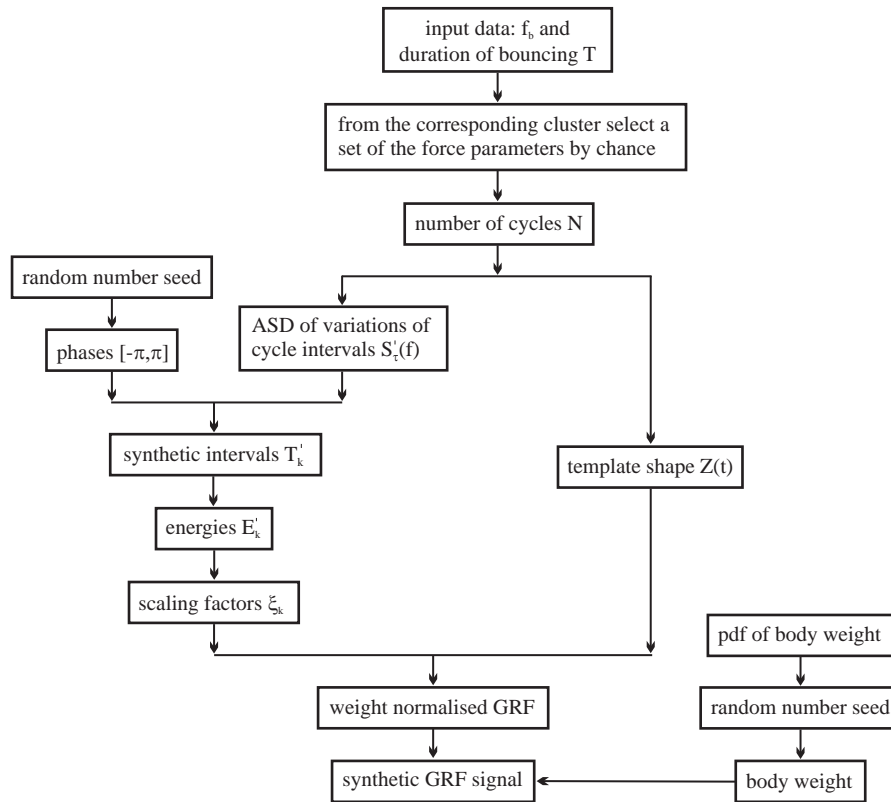 input data: f_b and
duration of bouncing T
from the corresponding cluster select a
set of the force parameters by chance
number of cycles N
random number seed
phases [-π,π]
ASD of variations of
cycle intervals S'_τ(f)
synthetic intervals T'_k
template shape Z(t)
energies E'_k
scaling factors ξ_k
pdf of body weight
weight normalised GRF
random number seed
synthetic GRF signal
body weight